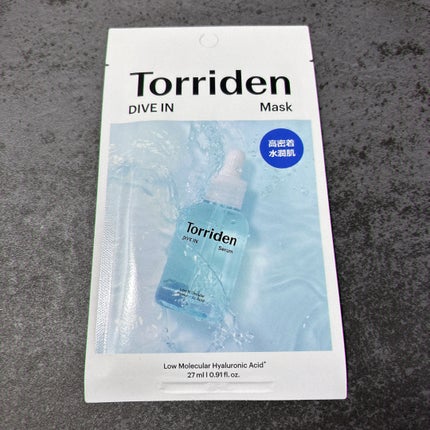 Torriden
DIVE IN Mask
高密着
水潤肌
Torriden
DIVE IN Serum
Low Molecular Hyaluronic Acid*
27 ml | 0.91 fl. oz.